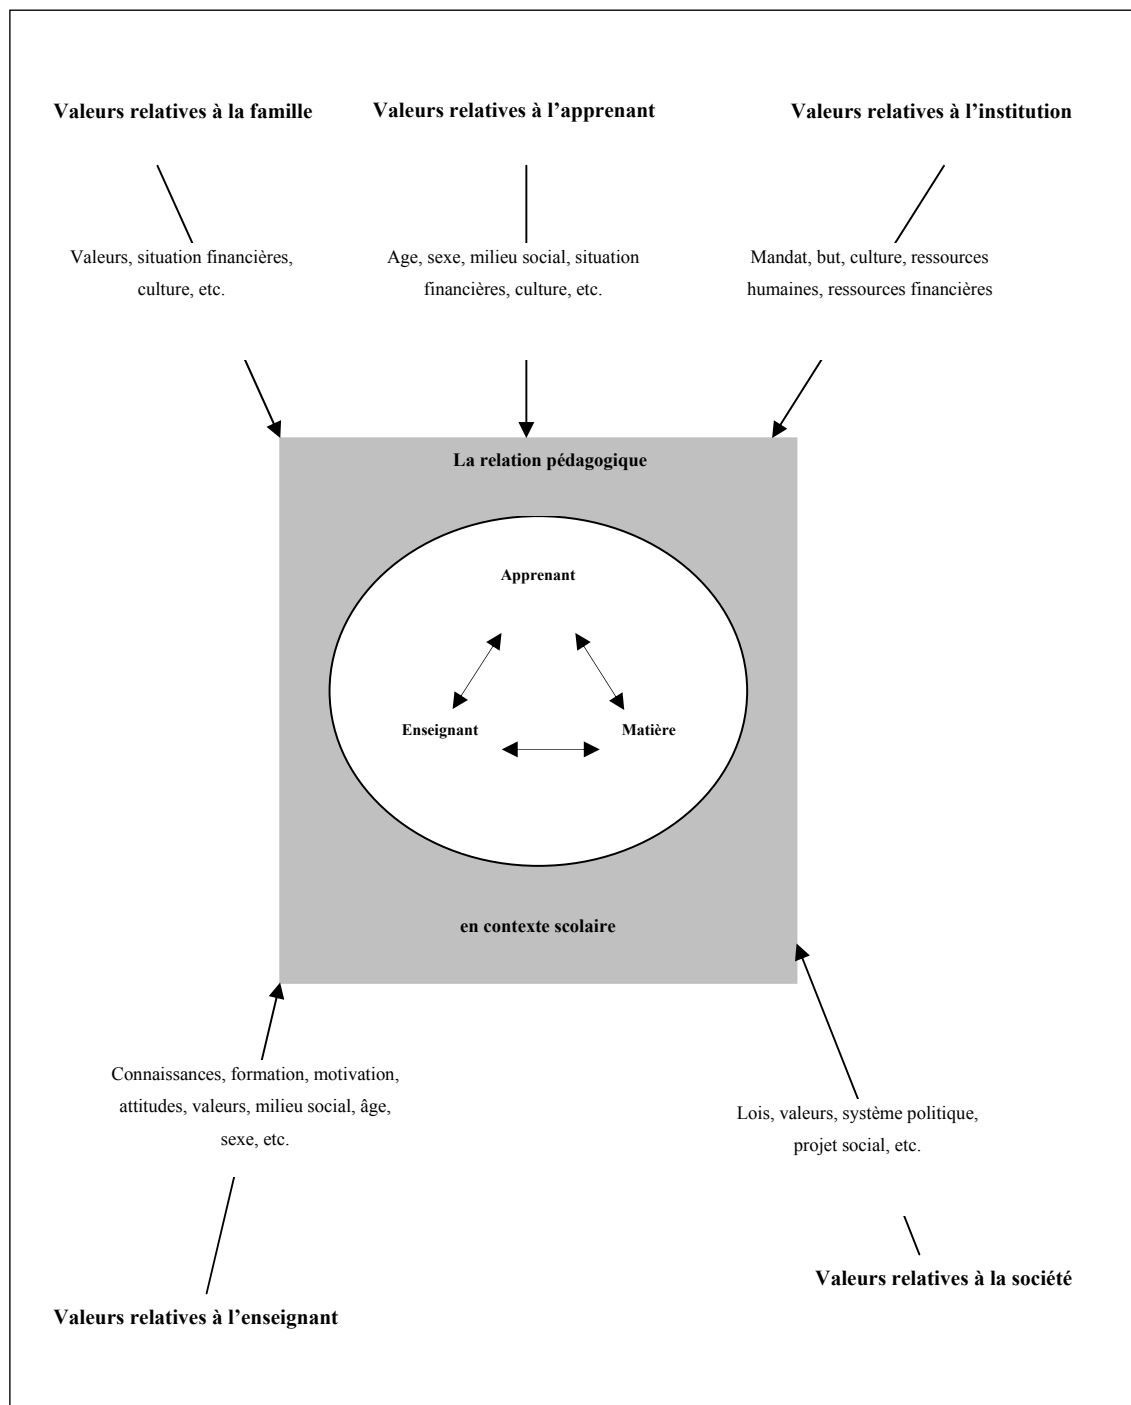 Valeurs relatives à la famille
Valeurs relatives à l’apprenant
Valeurs relatives à l’institution
Valeurs, situation financières,
culture, etc.
Age, sexe, milieu social, situation
financières, culture, etc.
Mandat, but, culture, ressources
humaines, ressources financières
La relation pédagogique
Apprenant
Enseignant
Matière
en contexte scolaire
Connaissances, formation, motivation,
attitudes, valeurs, milieu social, âge,
sexe, etc.
Lois, valeurs, système politique,
projet social, etc.
Valeurs relatives à la société
Valeurs relatives à l’enseignant